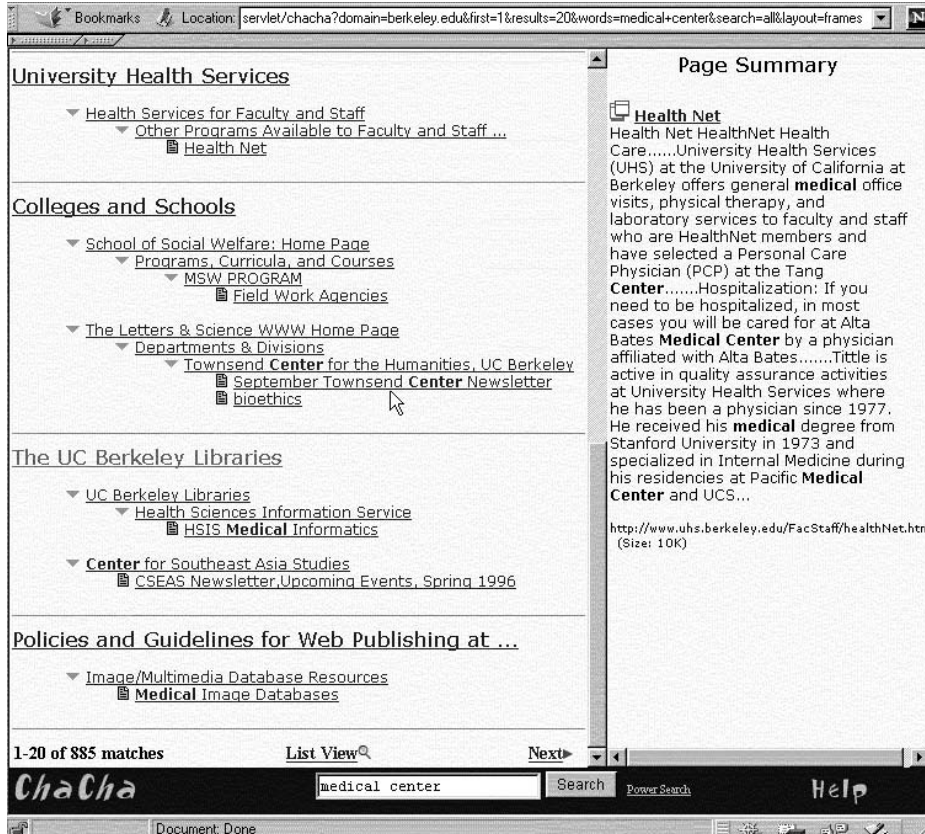 Bookmarks Location: servlet/chacha?domain=berkeley.edu&first=1&results=20&words=medical+center&search=all&layout=frames
N
University Health Services
Health Services for Faculty and Staff
Other Programs Available to Faculty and Staff ...
Health Net
Colleges and Schools
School of Social Welfare: Home Page
Programs, Curricula, and Courses
MSW PROGRAM
Field Work Agencies
The Letters & Science WWW Home Page
Departments & Divisions
Townsend Center for the Humanities, UC Berkeley
September Townsend Center Newsletter
bioethics
The UC Berkeley Libraries
UC Berkeley Libraries
Health Sciences Information Service
HSIS Medical Informatics
Center for Southeast Asia Studies
CSEAS Newsletter,Upcoming Events, Spring 1996
Policies and Guidelines for Web Publishing at ...
Image/Multimedia Database Resources
Medical Image Databases
1-20 of 885 matches List View Next
Page Summary
Health Net
Health Net HealthNet Health
Care......University Health Services
(UHS) at the University of California at
Berkeley offers general medical office
visits, physical therapy, and
laboratory services to faculty and staff
who are HealthNet members and
have selected a Personal Care
Physician (PCP) at the Tang
Center.......Hospitalization: If you
need to be hospitalized, in most
cases you will be cared for at Alta
Bates Medical Center by a physician
affiliated with Alta Bates.......Tittle is
active in quality assurance activities
at University Health Services where
he has been a physician since 1977.
He received his medical degree from
Stanford University in 1973 and
specialized in Internal Medicine during
his residencies at Pacific Medical
Center and UCS...
http://www.uhs.berkeley.edu/FacStaff/healthNet.htm
(Size: 10K)
ChaCha medical center Search Power Search Help
Document: Done